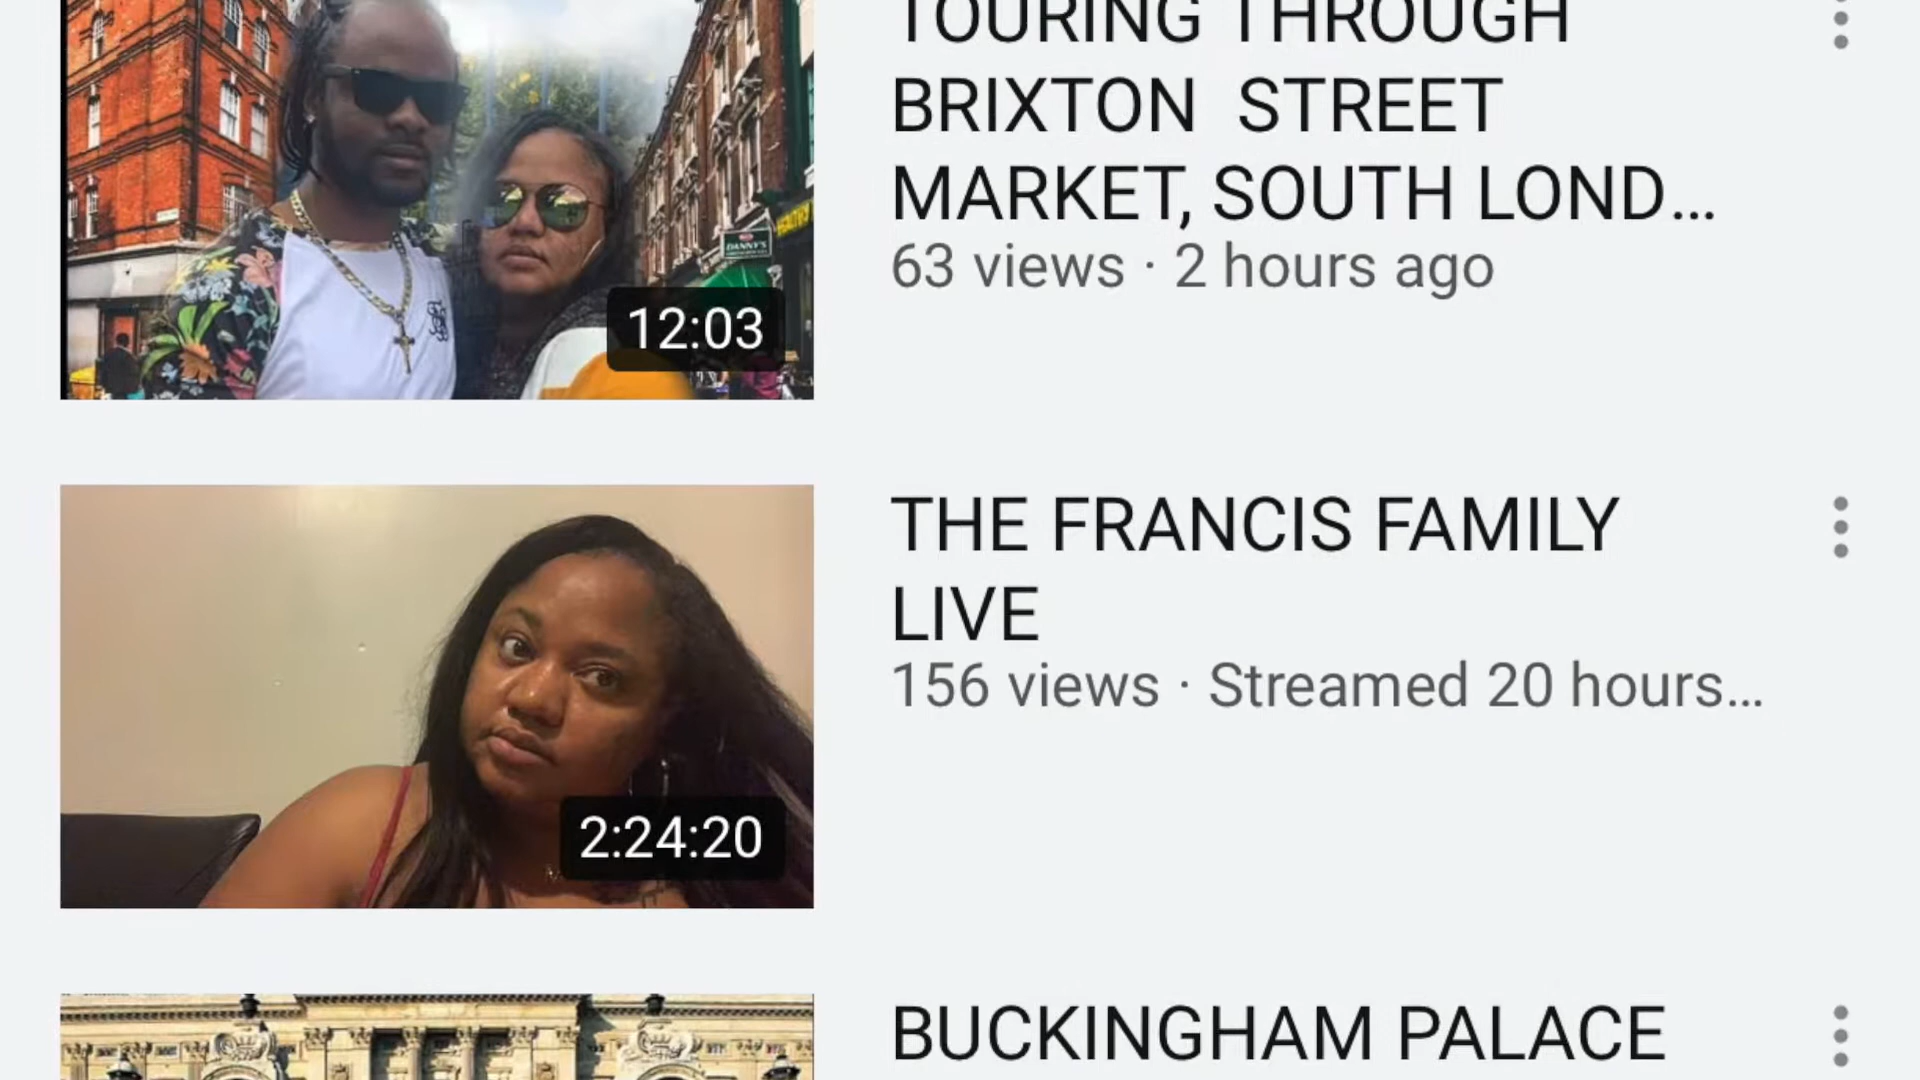 TOURING THROUGH
BRIXTON STREET
MARKET, SOUTH LOND...
63 views · 2 hours ago
DANNY'S
12:03
THE FRANCIS FAMILY
LIVE
156 views · Streamed 20 hours...
2:24:20
BUCKINGHAM PALACE